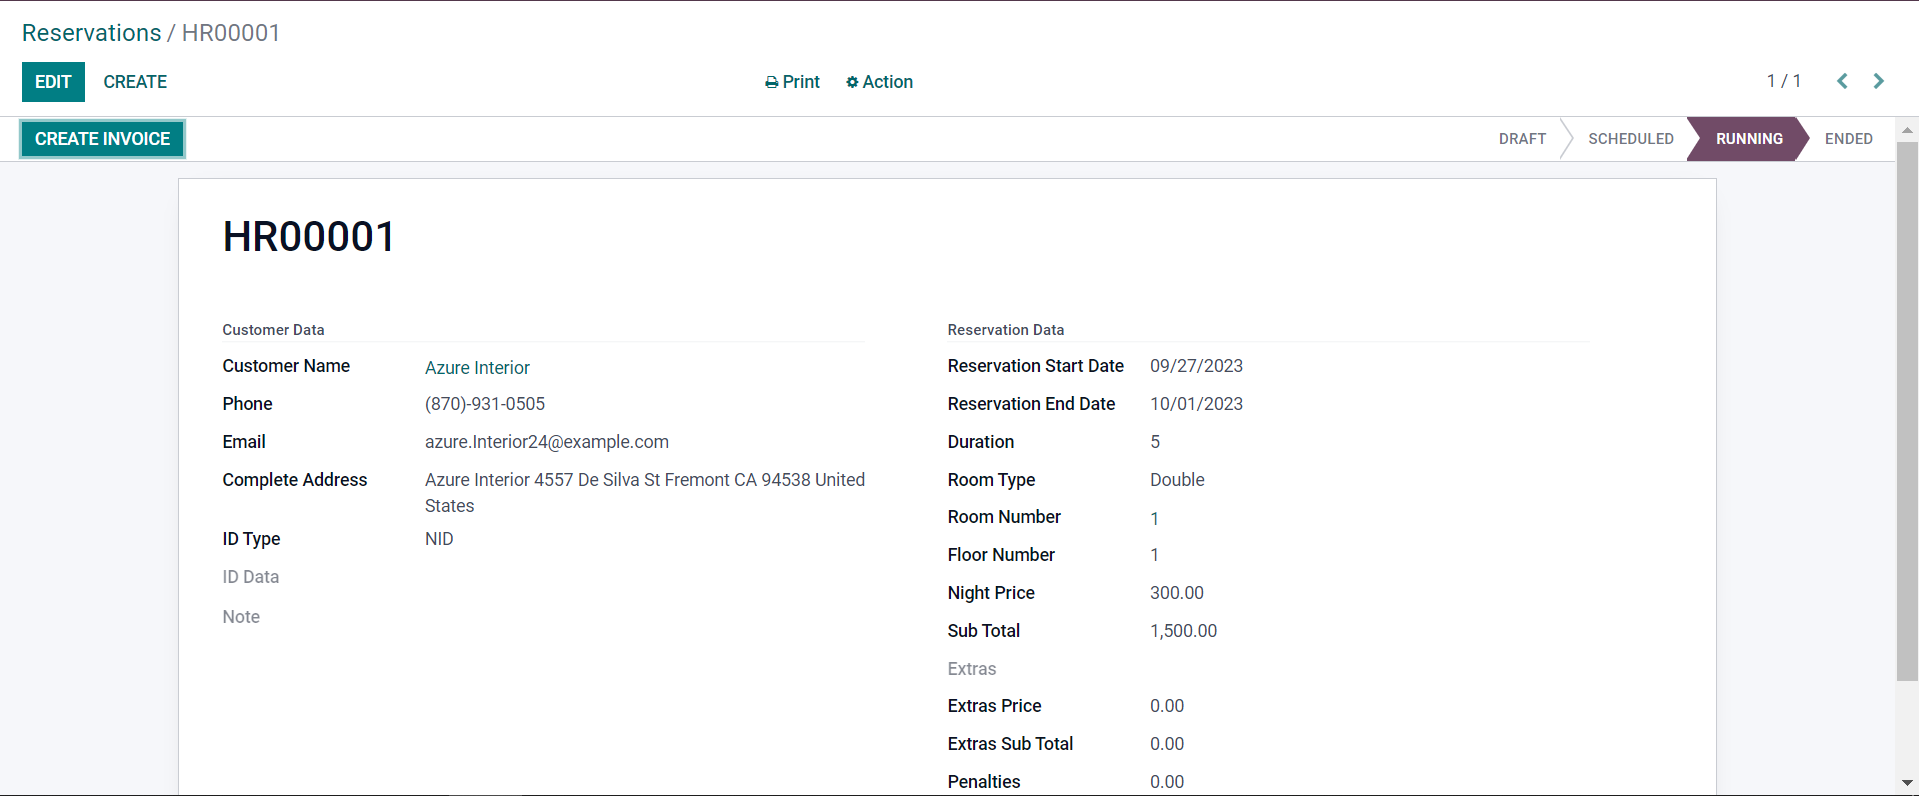 Reservations / HR00001
EDIT CREATE Print Action 1 / 1
CREATE INVOICE DRAFT SCHEDULED RUNNING ENDED
HR00001
Customer Data
Customer Name Azure Interior
Phone (870)-931-0505
Email azure.Interior24@example.com
Complete Address Azure Interior 4557 De Silva St Fremont CA 94538 United
States
ID Type NID
ID Data
Note
Reservation Data
Reservation Start Date 09/27/2023
Reservation End Date 10/01/2023
Duration 5
Room Type Double
Room Number 1
Floor Number 1
Night Price 300.00
Sub Total 1,500.00
Extras
Extras Price 0.00
Extras Sub Total 0.00
Penalties 0.00